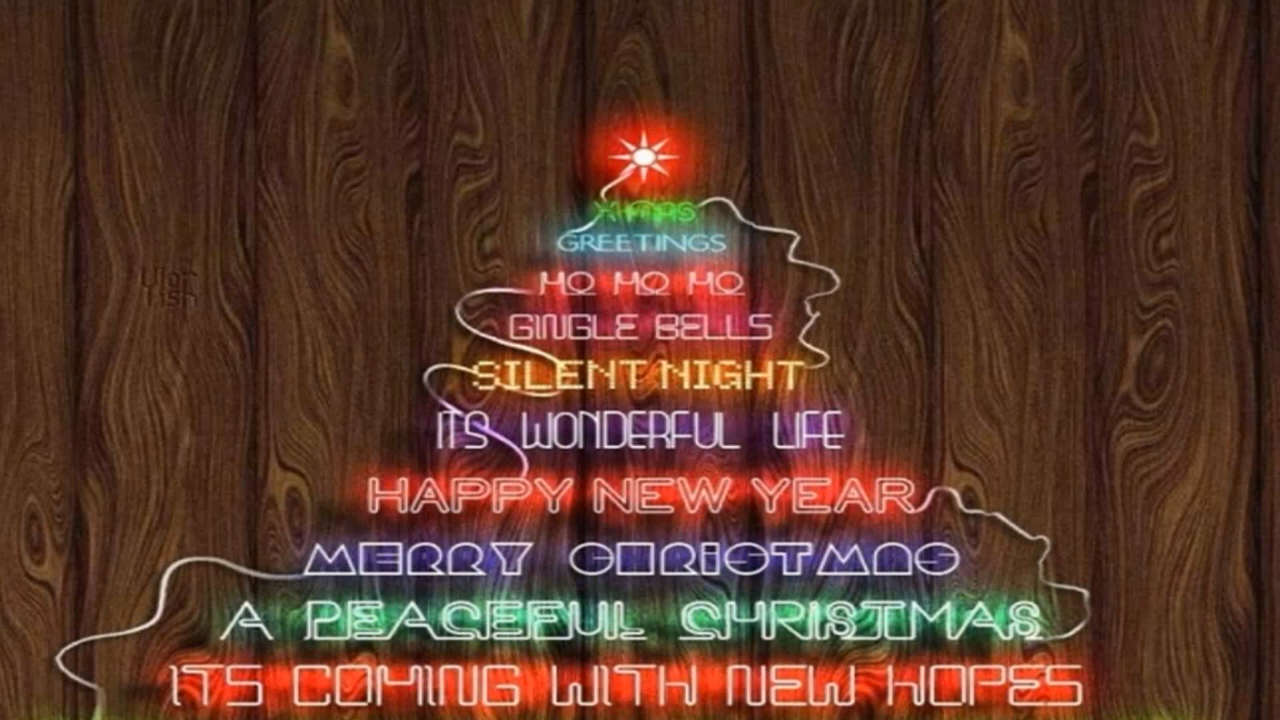 XMAS
GREETINGS
HO HO HO
GINGLE BELLS
SILENT NIGHT
ITS WONDERFUL LIFE
HAPPY NEW YEAR
MERRY CHRiSTMAS
A PEACEFUL CHRISTMAS
ITS COMING WITH NEW HOPES